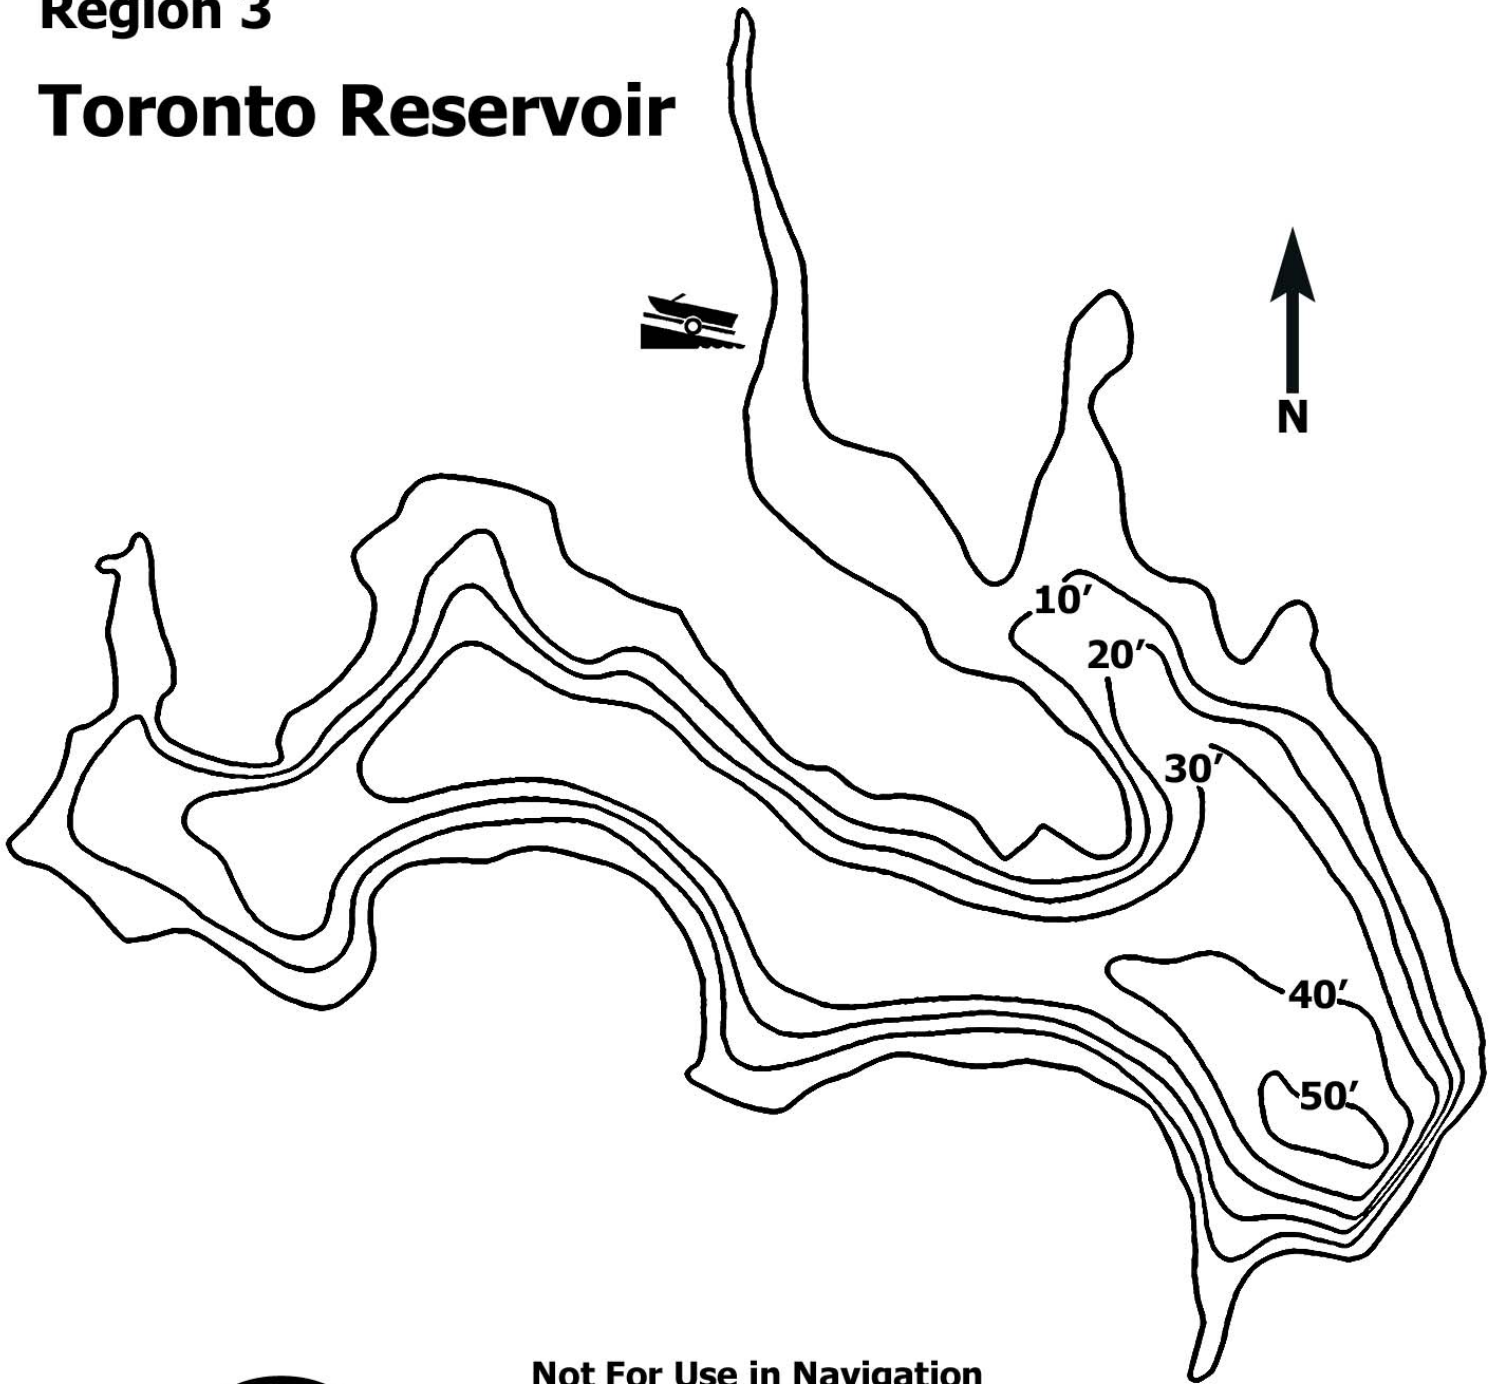 Region 3
Toronto Reservoir
N
10′
20′
30′
40′
50′
Not For Use in Navigation